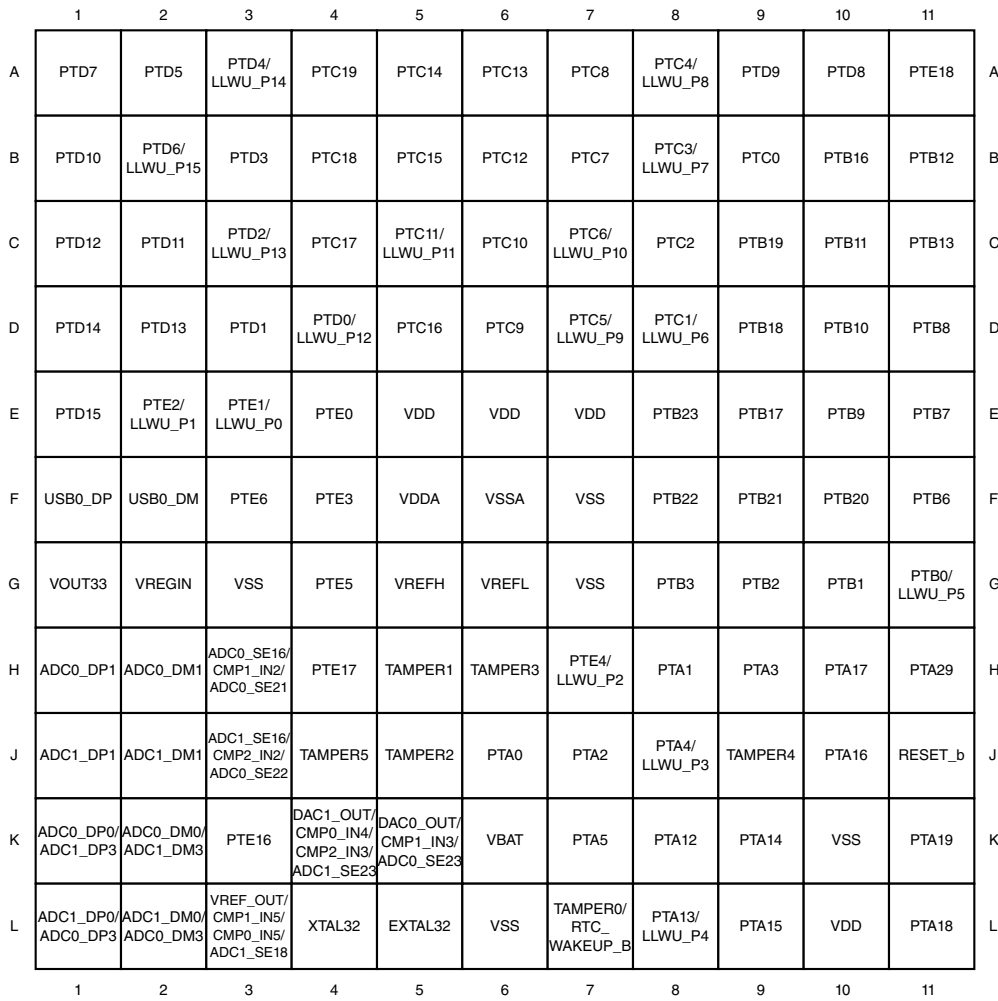 1 2 3 4 5 6 7 8 9 10 11
A PTD7 PTD5 PTD4/ LLWU_P14 PTC19 PTC14 PTC13 PTC8 PTC4/ LLWU_P8 PTD9 PTD8 PTE18 A
B PTD10 PTD6/ LLWU_P15 PTD3 PTC18 PTC15 PTC12 PTC7 PTC3/ LLWU_P7 PTC0 PTB16 PTB12 B
C PTD12 PTD11 PTD2/ LLWU_P13 PTC17 PTC11/ LLWU_P11 PTC10 PTC6/ LLWU_P10 PTC2 PTB19 PTB11 PTB13 C
D PTD14 PTD13 PTD1 PTD0/ LLWU_P12 PTC16 PTC9 PTC5/ LLWU_P9 PTC1/ LLWU_P6 PTB18 PTB10 PTB8 D
E PTD15 PTE2/ LLWU_P1 PTE1/ LLWU_P0 PTE0 VDD VDD VDD PTB23 PTB17 PTB9 PTB7 E
F USB0_DP USB0_DM PTE6 PTE3 VDDA VSSA VSS PTB22 PTB21 PTB20 PTB6 F
G VOUT33 VREGIN VSS PTE5 VREFH VREFL VSS PTB3 PTB2 PTB1 PTB0/ LLWU_P5 G
H ADC0_DP1 ADC0_DM1 ADC0_SE16/ CMP1_IN2/ ADC0_SE21 PTE17 TAMPER1 TAMPER3 PTE4/ LLWU_P2 PTA1 PTA3 PTA17 PTA29 H
J ADC1_DP1 ADC1_DM1 ADC1_SE16/ CMP2_IN2/ ADC0_SE22 TAMPER5 TAMPER2 PTA0 PTA2 PTA4/ LLWU_P3 TAMPER4 PTA16 RESET_b J
K ADC0_DP0/ ADC1_DP3 ADC0_DM0/ ADC1_DM3 PTE16 DAC1_OUT/ CMP0_IN4/ CMP2_IN3/ ADC1_SE23 DAC0_OUT/ CMP1_IN3/ ADC0_SE23 VBAT PTA5 PTA12 PTA14 VSS PTA19 K
L ADC1_DP0/ ADC0_DP3 ADC1_DM0/ ADC0_DM3 VREF_OUT/ CMP1_IN5/ CMP0_IN5/ ADC1_SE18 XTAL32 EXTAL32 VSS TAMPER0/ RTC_ WAKEUP_B PTA13/ LLWU_P4 PTA15 VDD PTA18 L
1 2 3 4 5 6 7 8 9 10 11